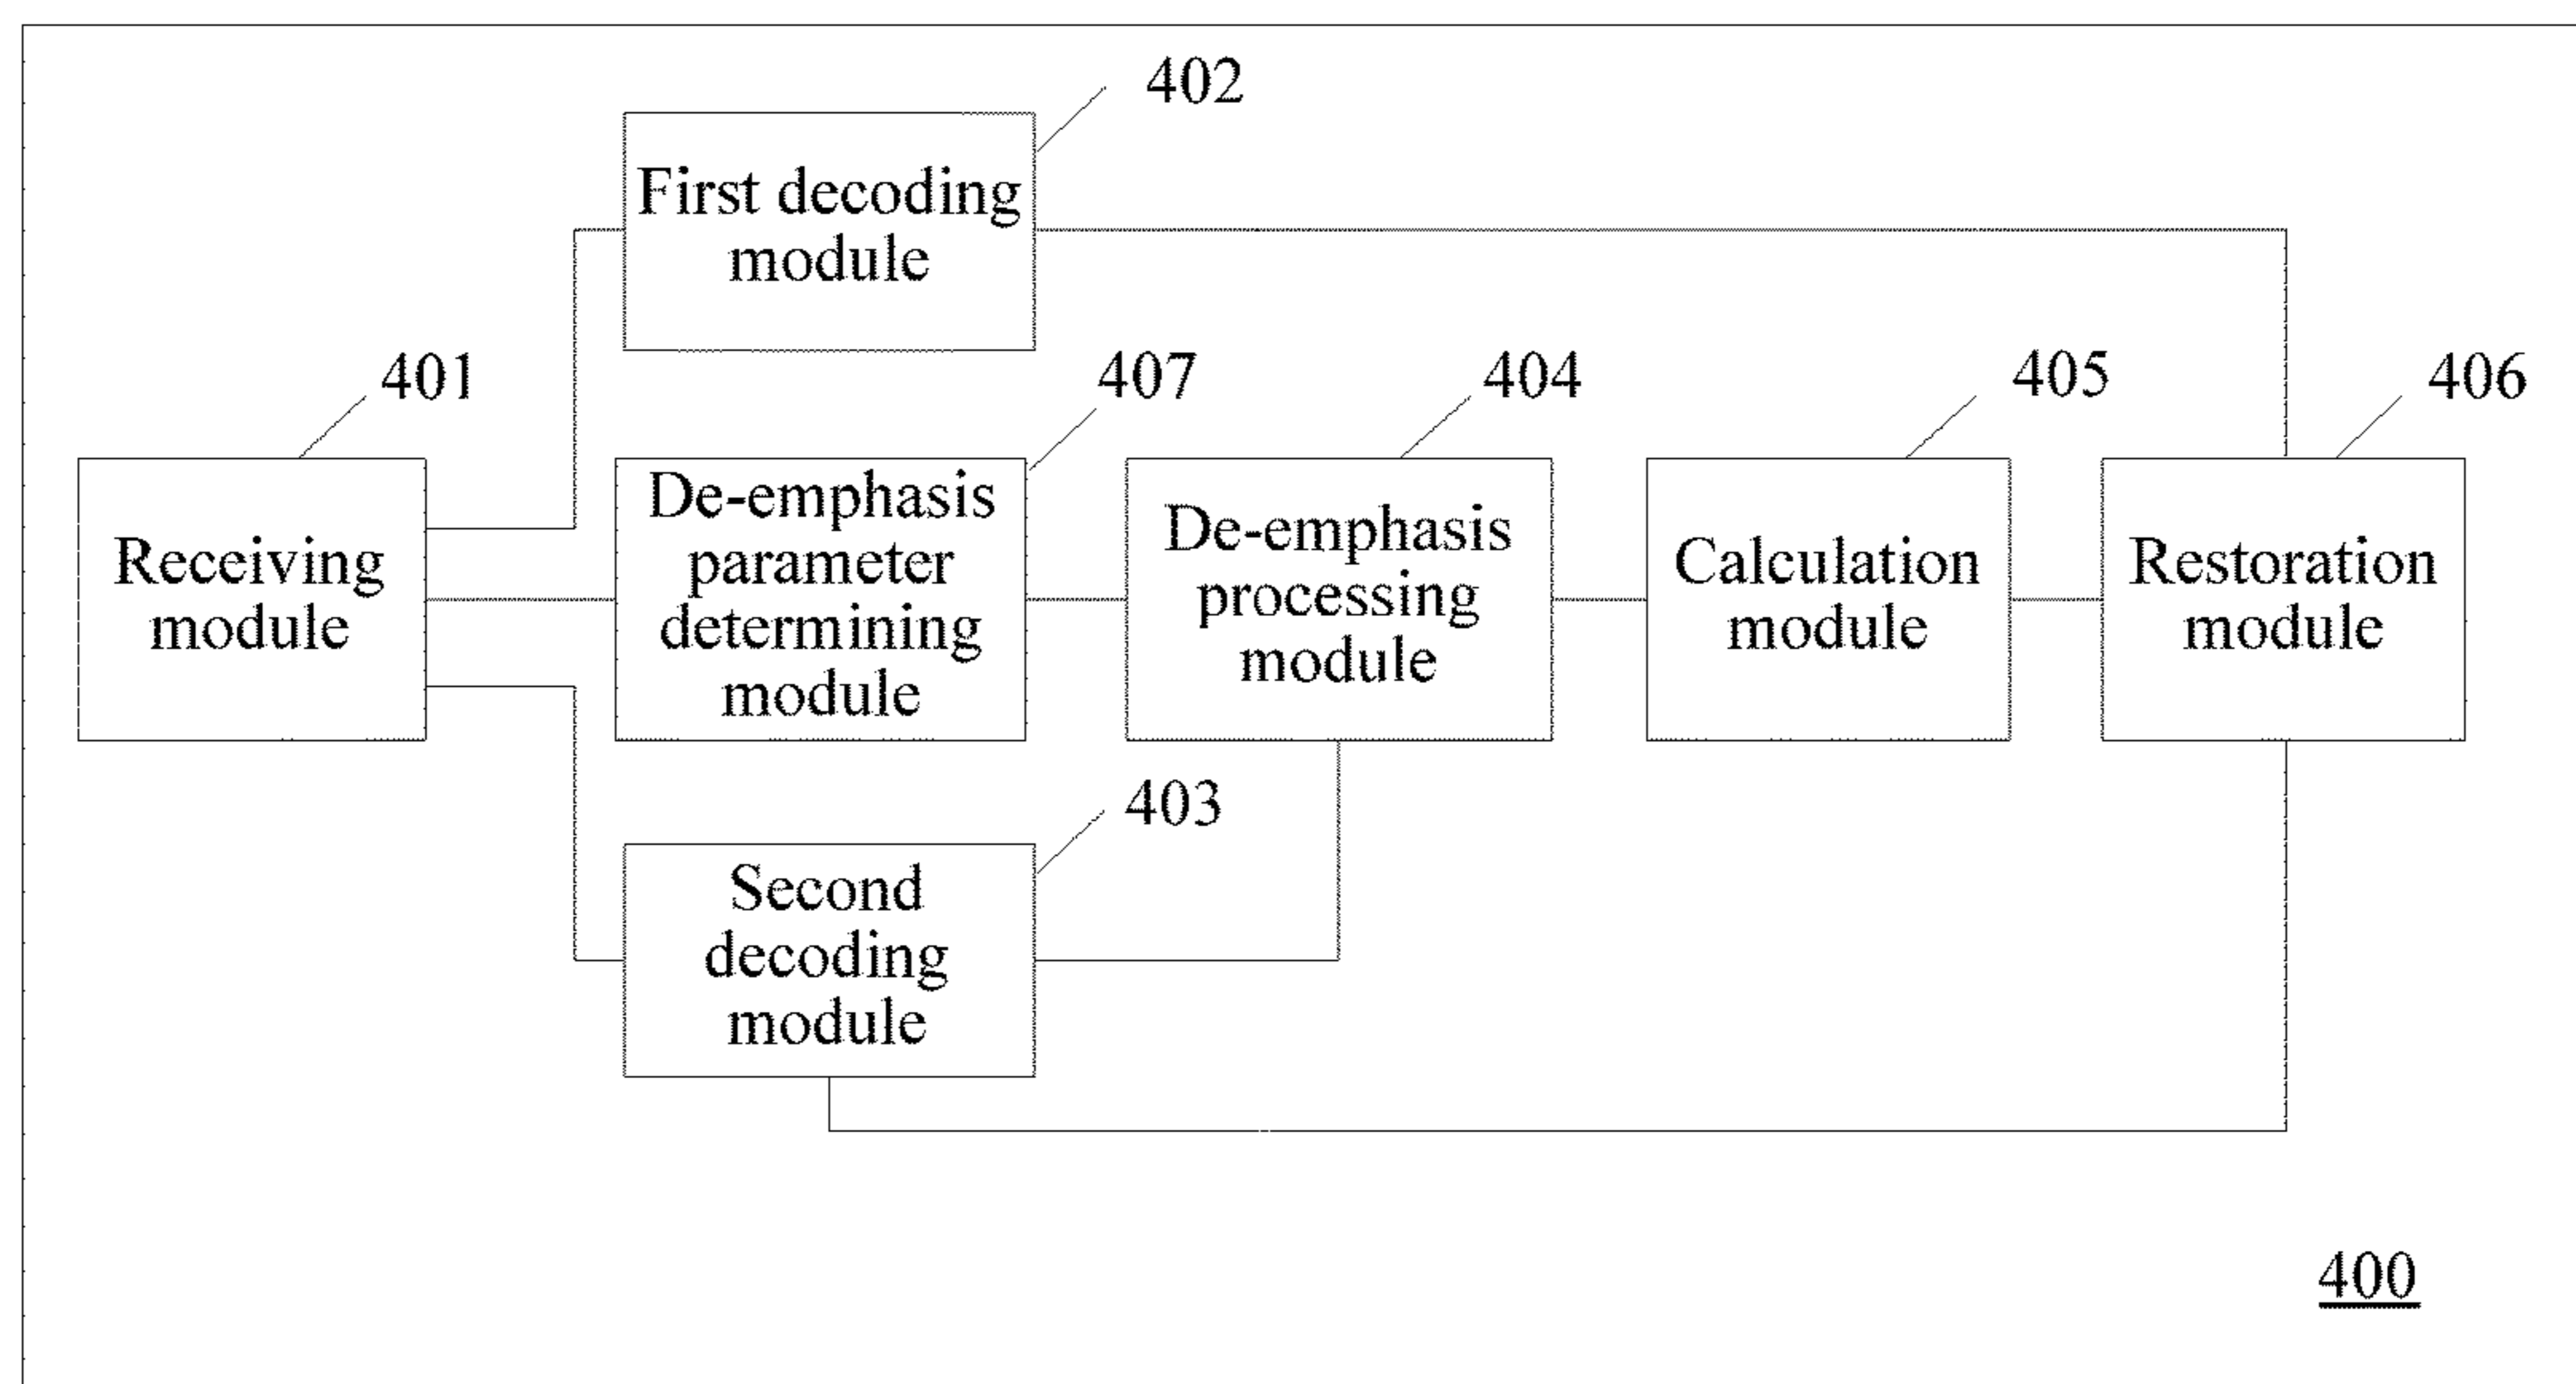 402
First decoding
module
401
407
404
405
406
Receiving
module
De-emphasis
parameter
determining
module
De-emphasis
processing
module
Calculation
module
Restoration
module
403
Second
decoding
module
400